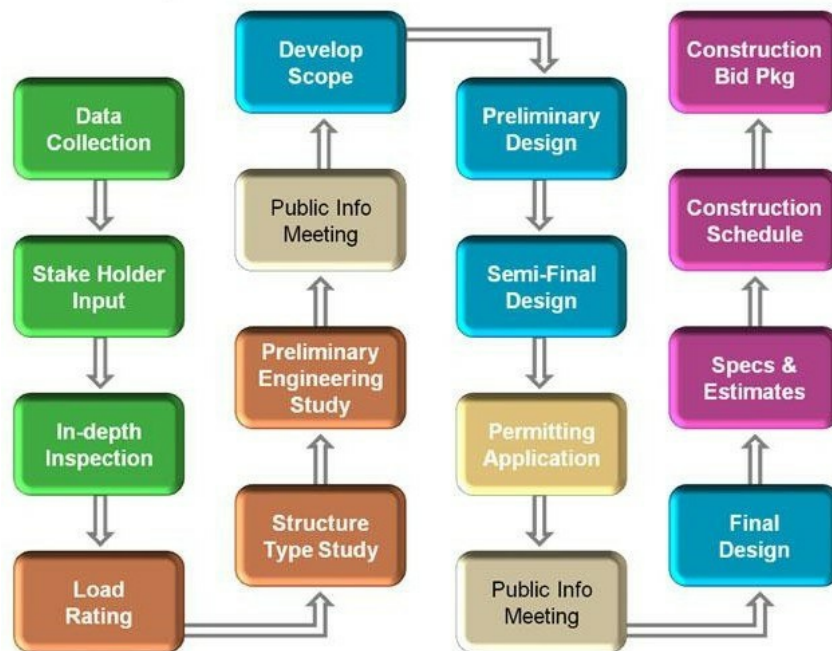 Data
Collection
Stake Holder
Input
In-depth
Inspection
Load
Rating
Structure
Type Study
Preliminary
Engineering
Study
Public Info
Meeting
Develop
Scope
Preliminary
Design
Semi-Final
Design
Permitting
Application
Public Info
Meeting
Final
Design
Specs &
Estimates
Construction
Schedule
Construction
Bid Pkg